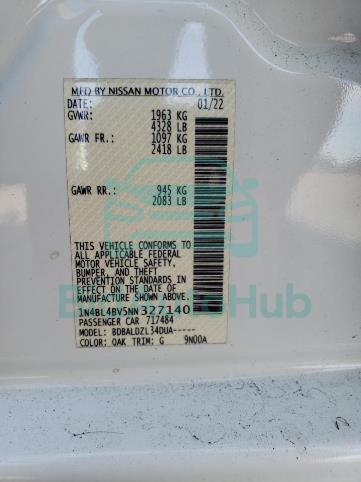 MFD BY NISSAN MOTOR CO., LTD.
DATE: 01/22
GVWR: 1963 KG
4328 LB
GAWR FR.: 1097 KG
2418 LB
GAWR RR.: 945 KG
2083 LB
THIS VEHICLE CONFORMS TO
ALL APPLICABLE FEDERAL
MOTOR VEHICLE SAFETY,
BUMPER, AND THEFT
PREVENTION STANDARDS
IN EFFECT ON THE DATE OF
MANUFACTURE SHOWN ABOVE.
1N4BL4BV5NN327140
PASSENGER CAR 717484
MODEL: BDBALDZL34DUA-----
COLOR: QAK TRIM: G 9N00A